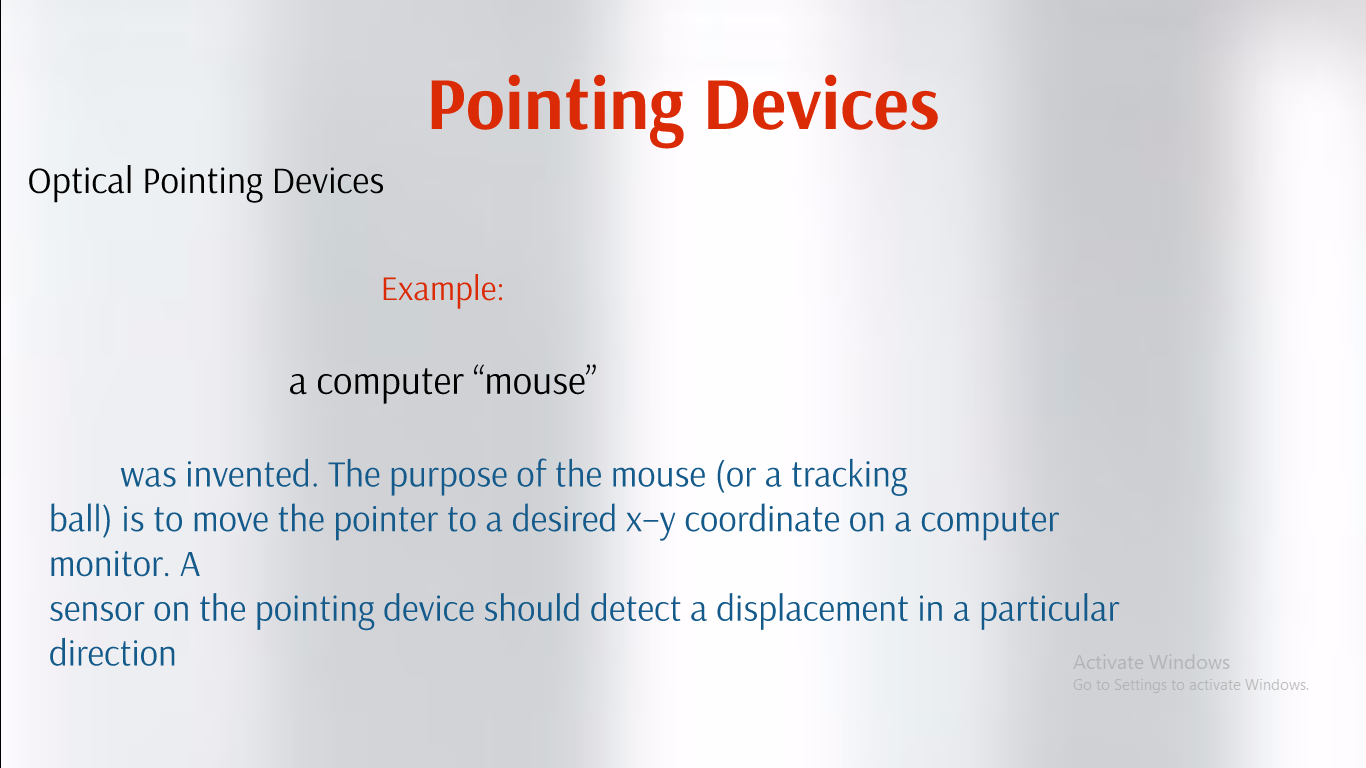 Pointing Devices
Optical Pointing Devices
Example:
a computer “mouse”
was invented. The purpose of the mouse (or a tracking
ball) is to move the pointer to a desired x–y coordinate on a computer
monitor. A
sensor on the pointing device should detect a displacement in a particular
direction
Activate Windows
Go to Settings to activate Windows.